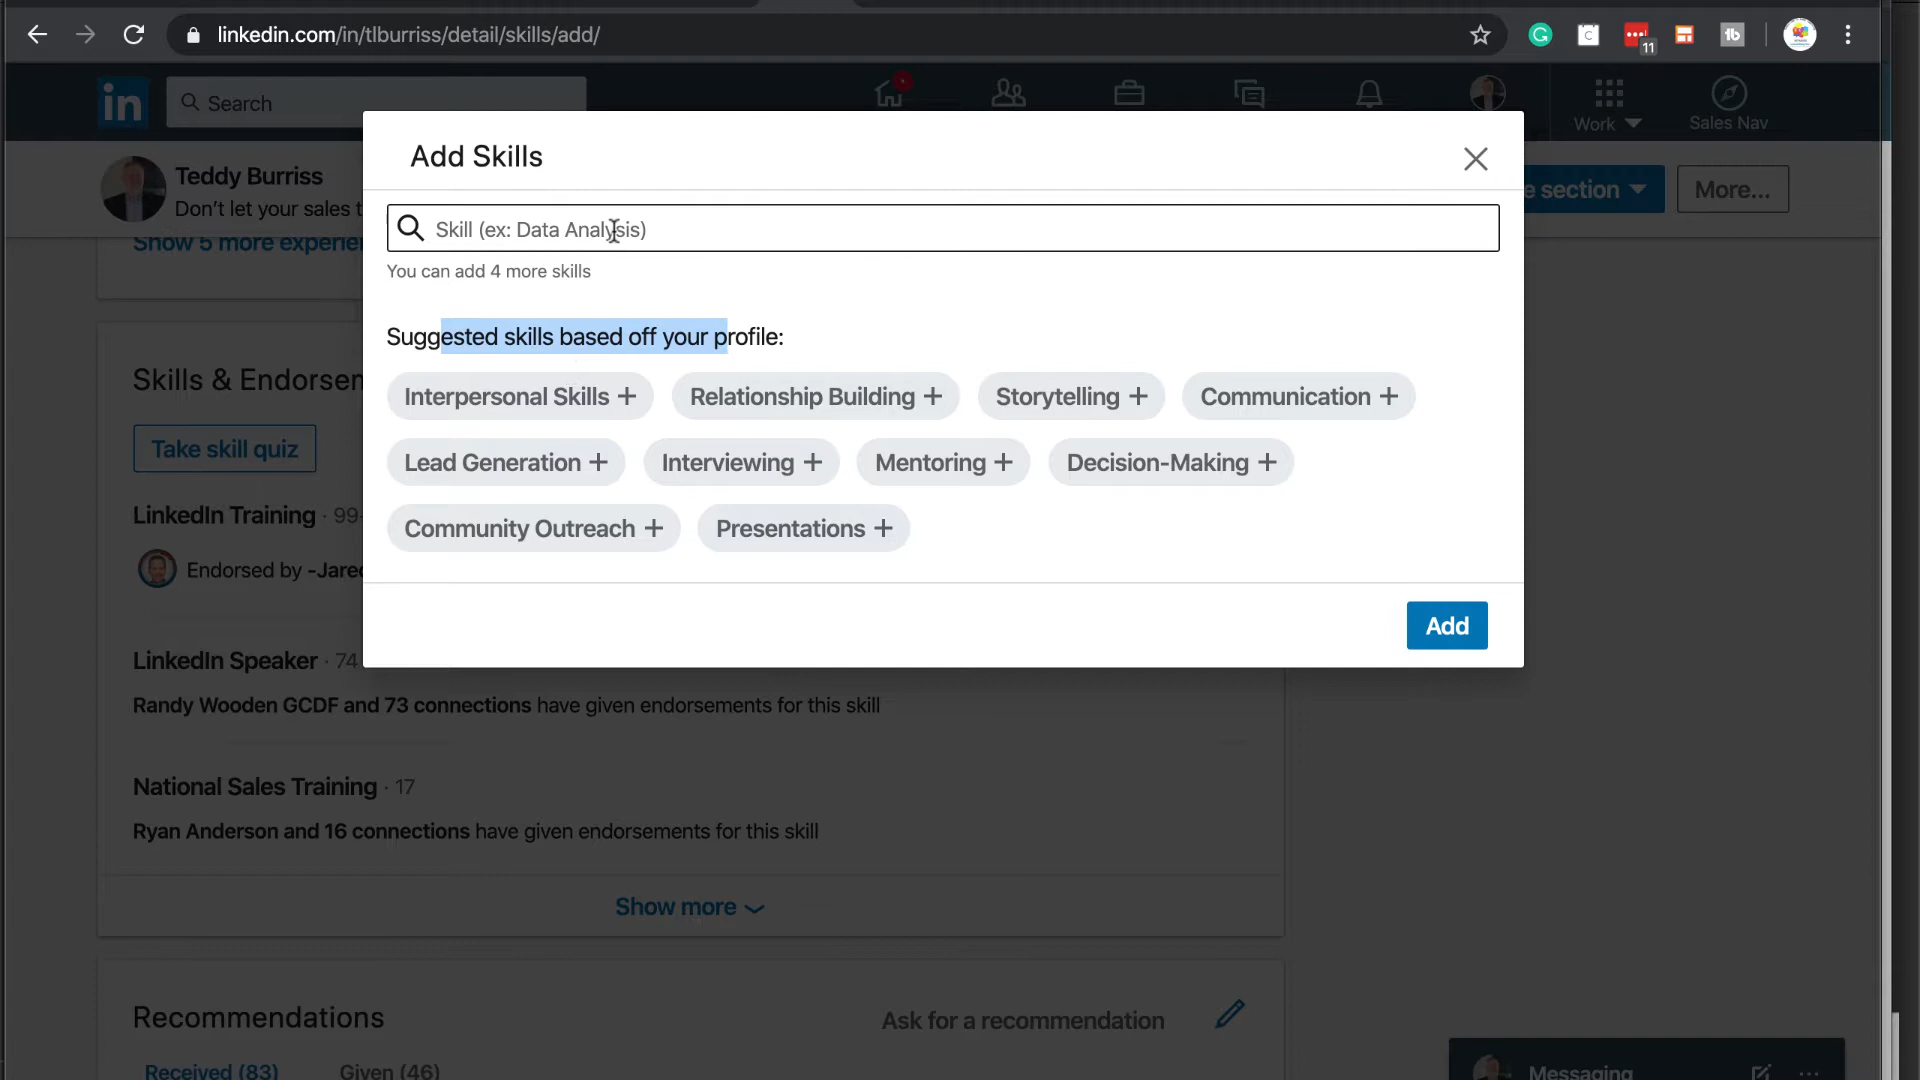 linkedin.com/in/tlburriss/detail/skills/add/
G
C
11
tb
in
Search
Work
Sales Nav
Teddy Burriss
Don't let your sales t
e section
More...
Show 5 more experie
Add Skills
Skill (ex: Data Analysis)
You can add 4 more skills
Suggested skills based off your profile:
Interpersonal Skills +
Relationship Building +
Storytelling +
Communication +
Lead Generation +
Interviewing +
Mentoring +
Decision-Making +
Community Outreach +
Presentations +
Add
Skills & Endorsen
Take skill quiz
LinkedIn Training · 99
Endorsed by -Jared
LinkedIn Speaker · 74
Randy Wooden GCDF and 73 connections have given endorsements for this skill
National Sales Training · 17
Ryan Anderson and 16 connections have given endorsements for this skill
Show more
Recommendations
Ask for a recommendation
Received (83)
Given (46)
Messaging